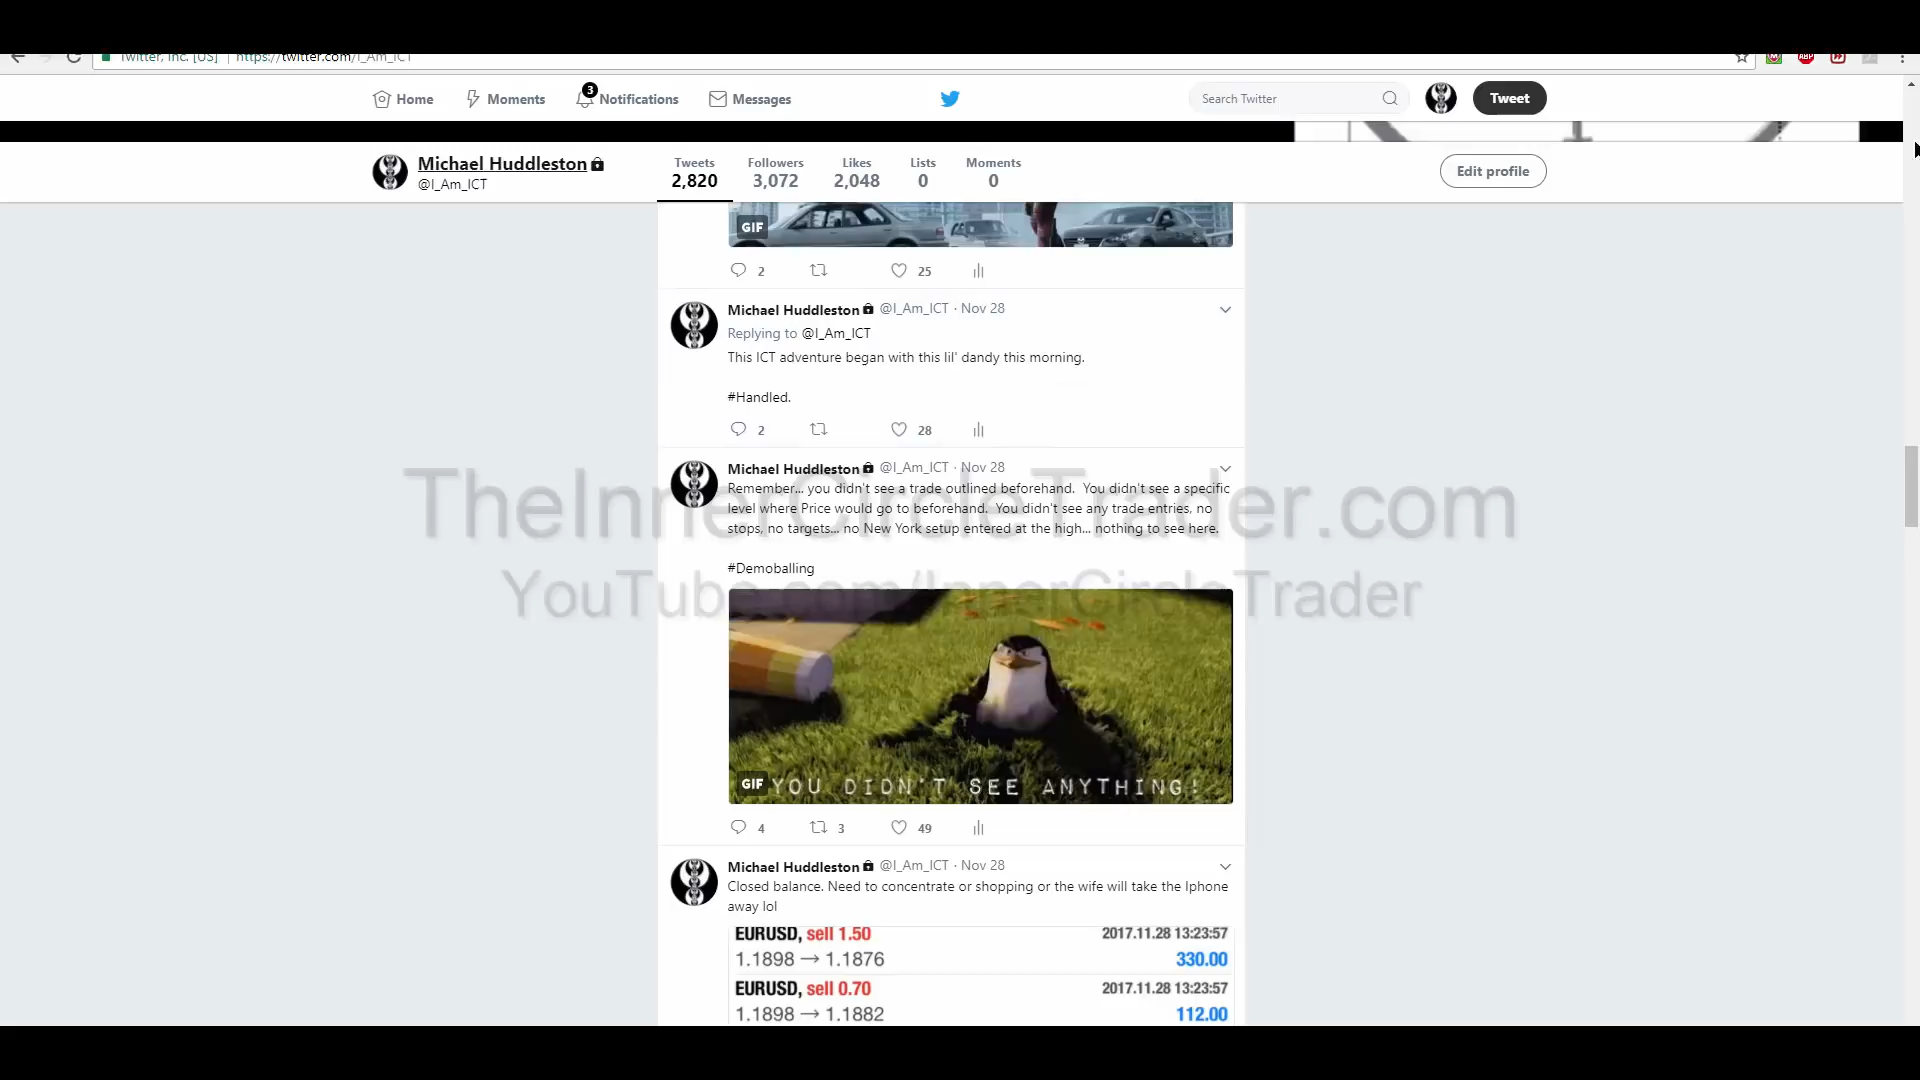 Twitter, Inc. [US] | https://twitter.com/I_Am_ICT
Home
Moments
3
Notifications
Messages
Search Twitter
Tweet
Michael Huddleston
@I_Am_ICT
Tweets
2,820
Followers
3,072
Likes
2,048
Lists
0
Moments
0
Edit profile
GIF
2
25
Michael Huddleston @I_Am_ICT · Nov 28
Replying to @I_Am_ICT
This ICT adventure began with this lil' dandy this morning.
#Handled.
2
28
Michael Huddleston @I_Am_ICT · Nov 28
Remember... you didn't see a trade outlined beforehand. You didn't see a specific
level where Price would go to beforehand. You didn't see any trade entries, no
stops, no targets... no New York setup entered at the high... nothing to see here.
TheInnerCircleTrader.com
#Demoballing
YouTube.com/InnerCircleTrader
GIF
YOU DIDN'T SEE ANYTHING!
4
3
49
Michael Huddleston @I_Am_ICT · Nov 28
Closed balance. Need to concentrate or shopping or the wife will take the Iphone
away lol
EURUSD, sell 1.50 2017.11.28 13:23:57
1.1898 → 1.1876 330.00
EURUSD, sell 0.70 2017.11.28 13:23:57
1.1898 → 1.1882 112.00